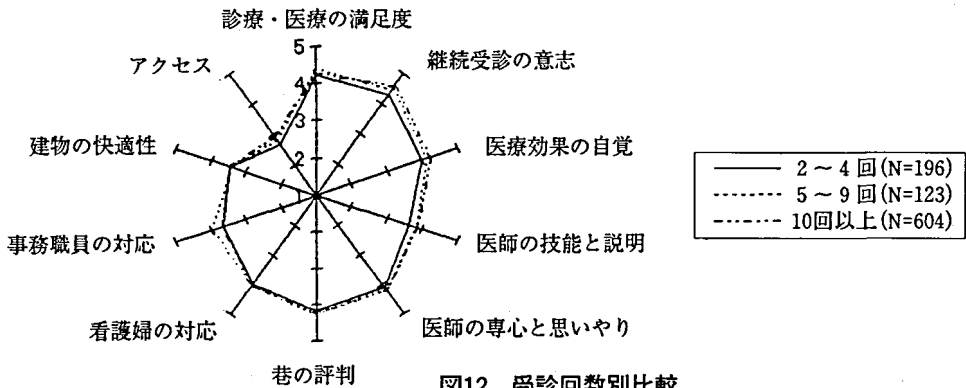 診療・医療の満足度
継続受診の意志
医療効果の自覚
医師の技能と説明
医師の専心と思いやり
巷の評判
看護婦の対応
事務職員の対応
建物の快適性
アクセス
5
4
3
2
2～4回(N=196)
5～9回(N=123)
10回以上(N=604)
図12 受診回数別比較